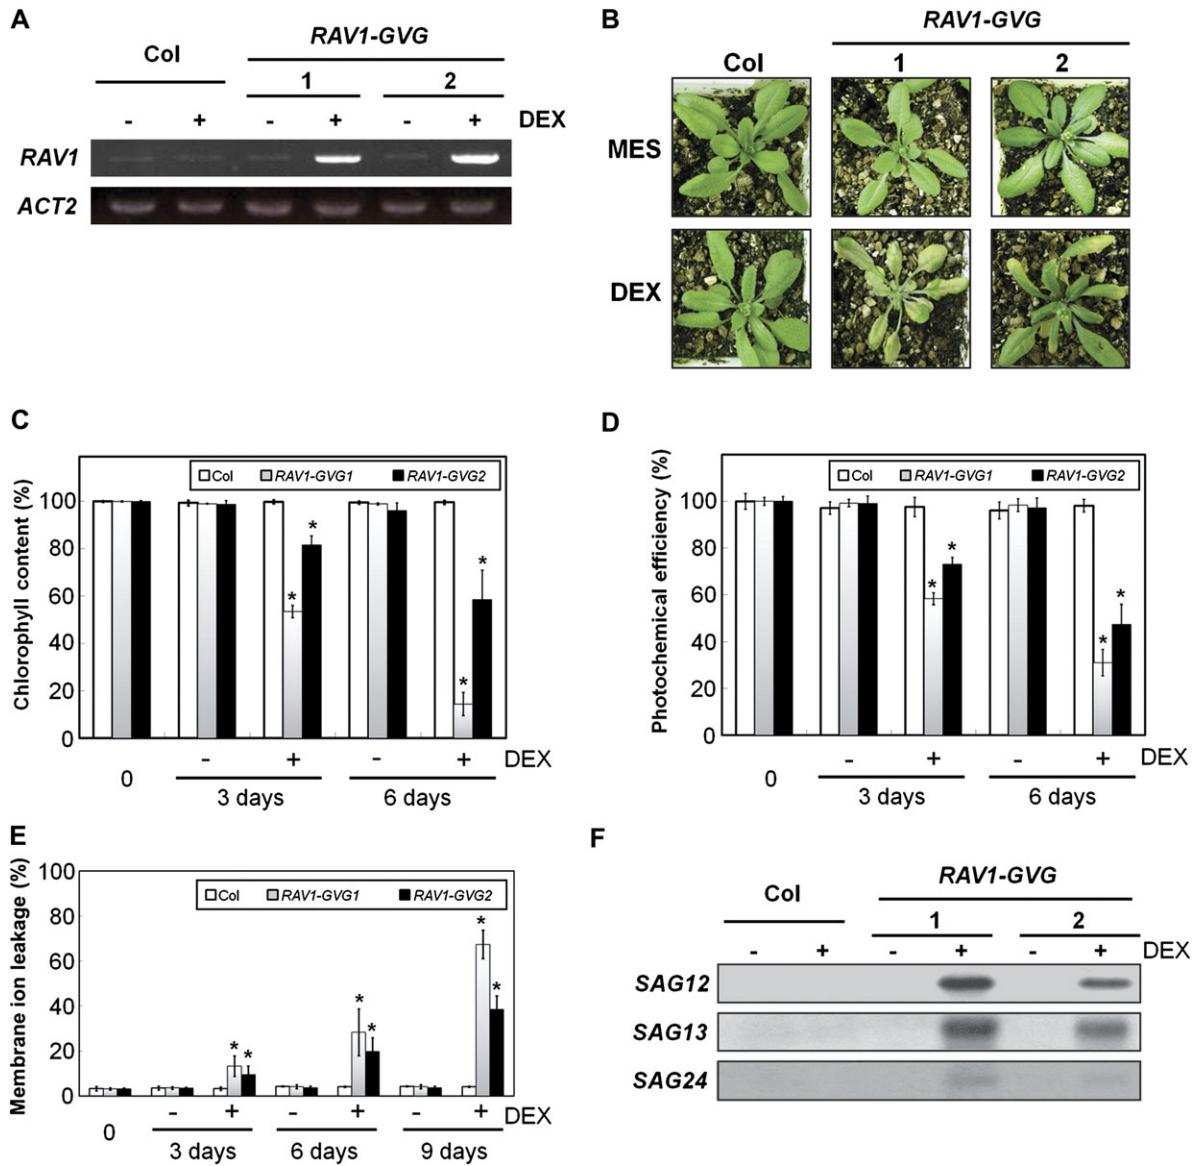 A
Col
RAV1-GVG
1
2
- + - + - + DEX
RAV1
ACT2
B
RAV1-GVG
Col
1
2
MES
DEX
C
Chlorophyll content (%)
Col RAV1-GVG1 RAV1-GVG2
100
80
60
40
20
0
* * * *
- + - + DEX
0
3 days
6 days
D
Photochemical efficiency (%)
Col RAV1-GVG1 RAV1-GVG2
100
80
60
40
20
0
* * * *
- + - + DEX
0
3 days
6 days
E
Membrane ion leakage (%)
Col RAV1-GVG1 RAV1-GVG2
100
80
60
40
20
0
* * * * * *
- + - + - + DEX
0
3 days
6 days
9 days
F
RAV1-GVG
Col
1
2
- + - + - + DEX
SAG12
SAG13
SAG24